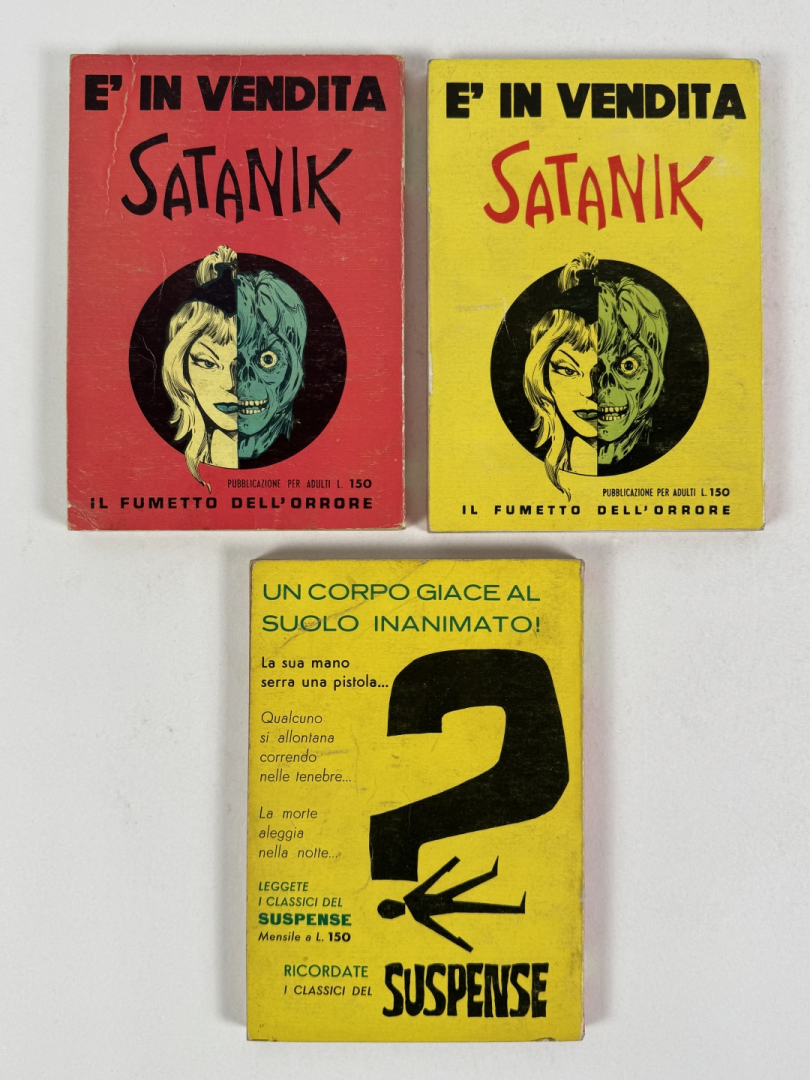 E' IN VENDITA
SATANIK
PUBBLICAZIONE PER ADULTI L. 150
IL FUMETTO DELL'ORRORE
E' IN VENDITA
SATANIK
PUBBLICAZIONE PER ADULTI L. 150
IL FUMETTO DELL'ORRORE
UN CORPO GIACE AL
SUOLO INANIMATO!
La sua mano
serra una pistola...
Qualcuno
si allontana
correndo
nelle tenebre...
La morte
aleggia
nella notte...
LEGGETE
I CLASSICI DEL
SUSPENSE
Mensile a L. 150
RICORDATE
I CLASSICI DEL
SUSPENSE